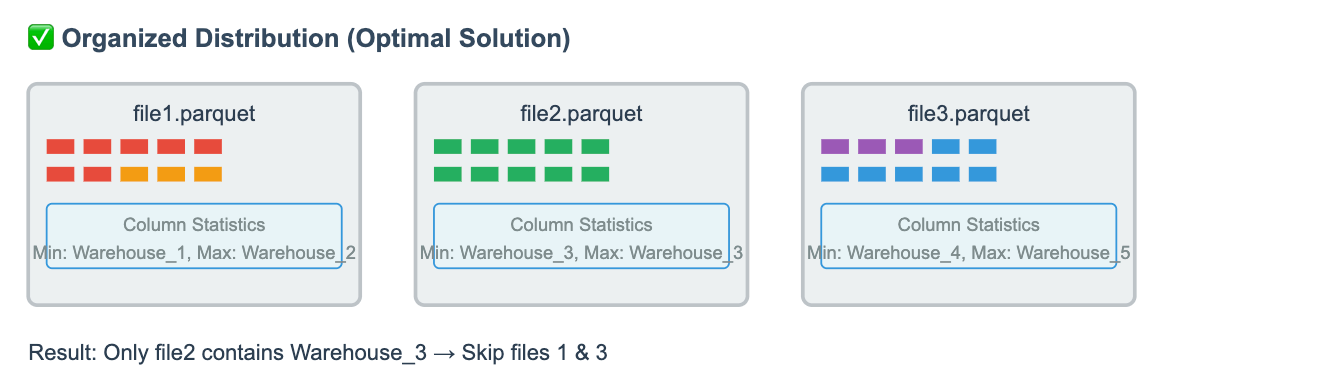 ✅ Organized Distribution (Optimal Solution)
file1.parquet
Column Statistics
Min: Warehouse_1, Max: Warehouse_2
file2.parquet
Column Statistics
Min: Warehouse_3, Max: Warehouse_3
file3.parquet
Column Statistics
Min: Warehouse_4, Max: Warehouse_5
Result: Only file2 contains Warehouse_3 → Skip files 1 & 3